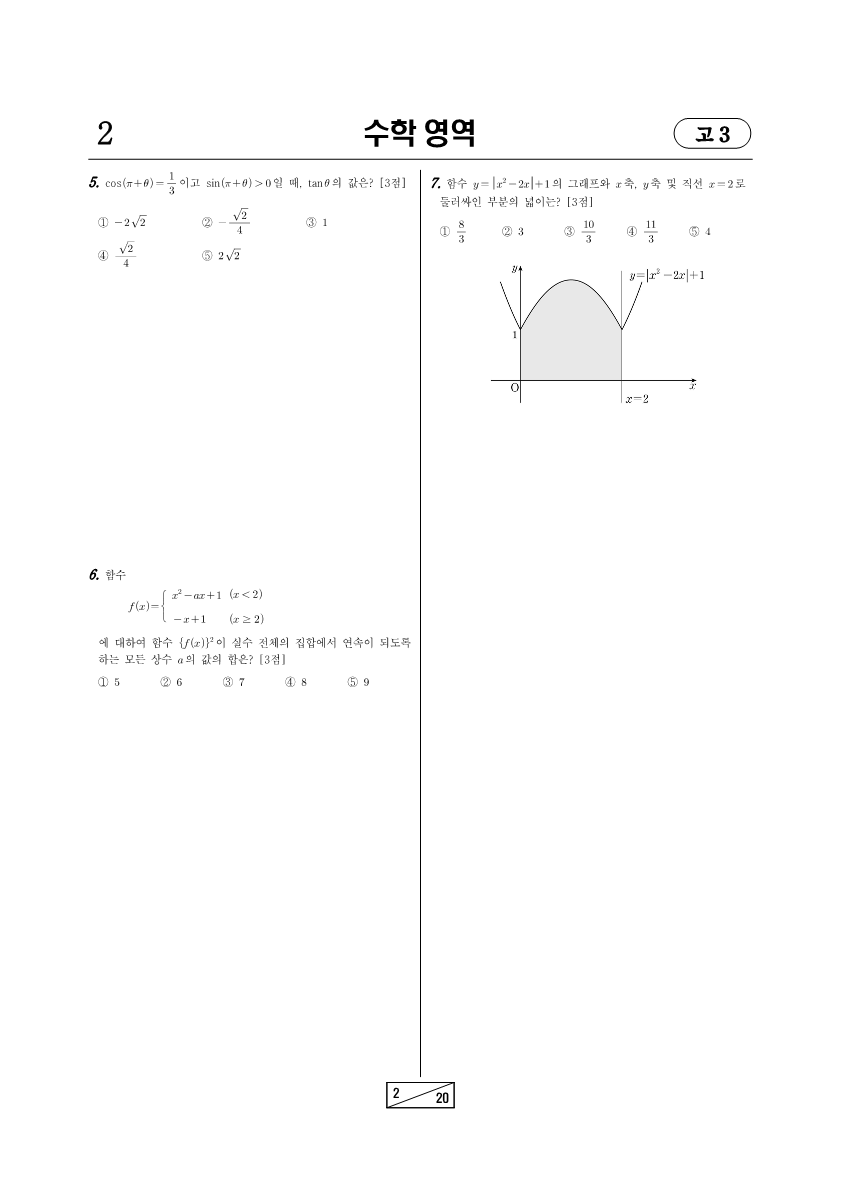 2
수학 영역
고 3
5. cos(π+θ)=1/3 이고 sin(π+θ)>0일 때, tanθ의 값은? [3점]
① −2√2 ② −√2/4 ③ 1
④ √2/4 ⑤ 2√2
6. 함수
f(x)={ x²−ax+1 (x<2)
−x+1 (x≥2)
에 대하여 함수 {f(x)}²이 실수 전체의 집합에서 연속이 되도록
하는 모든 상수 a의 값의 합은? [3점]
① 5 ② 6 ③ 7 ④ 8 ⑤ 9
7. 함수 y=|x²−2x|+1의 그래프와 x축, y축 및 직선 x=2로
둘러싸인 부분의 넓이는? [3점]
① 8/3 ② 3 ③ 10/3 ④ 11/3 ⑤ 4
y
y=|x²−2x|+1
1
O
x
x=2
2
20